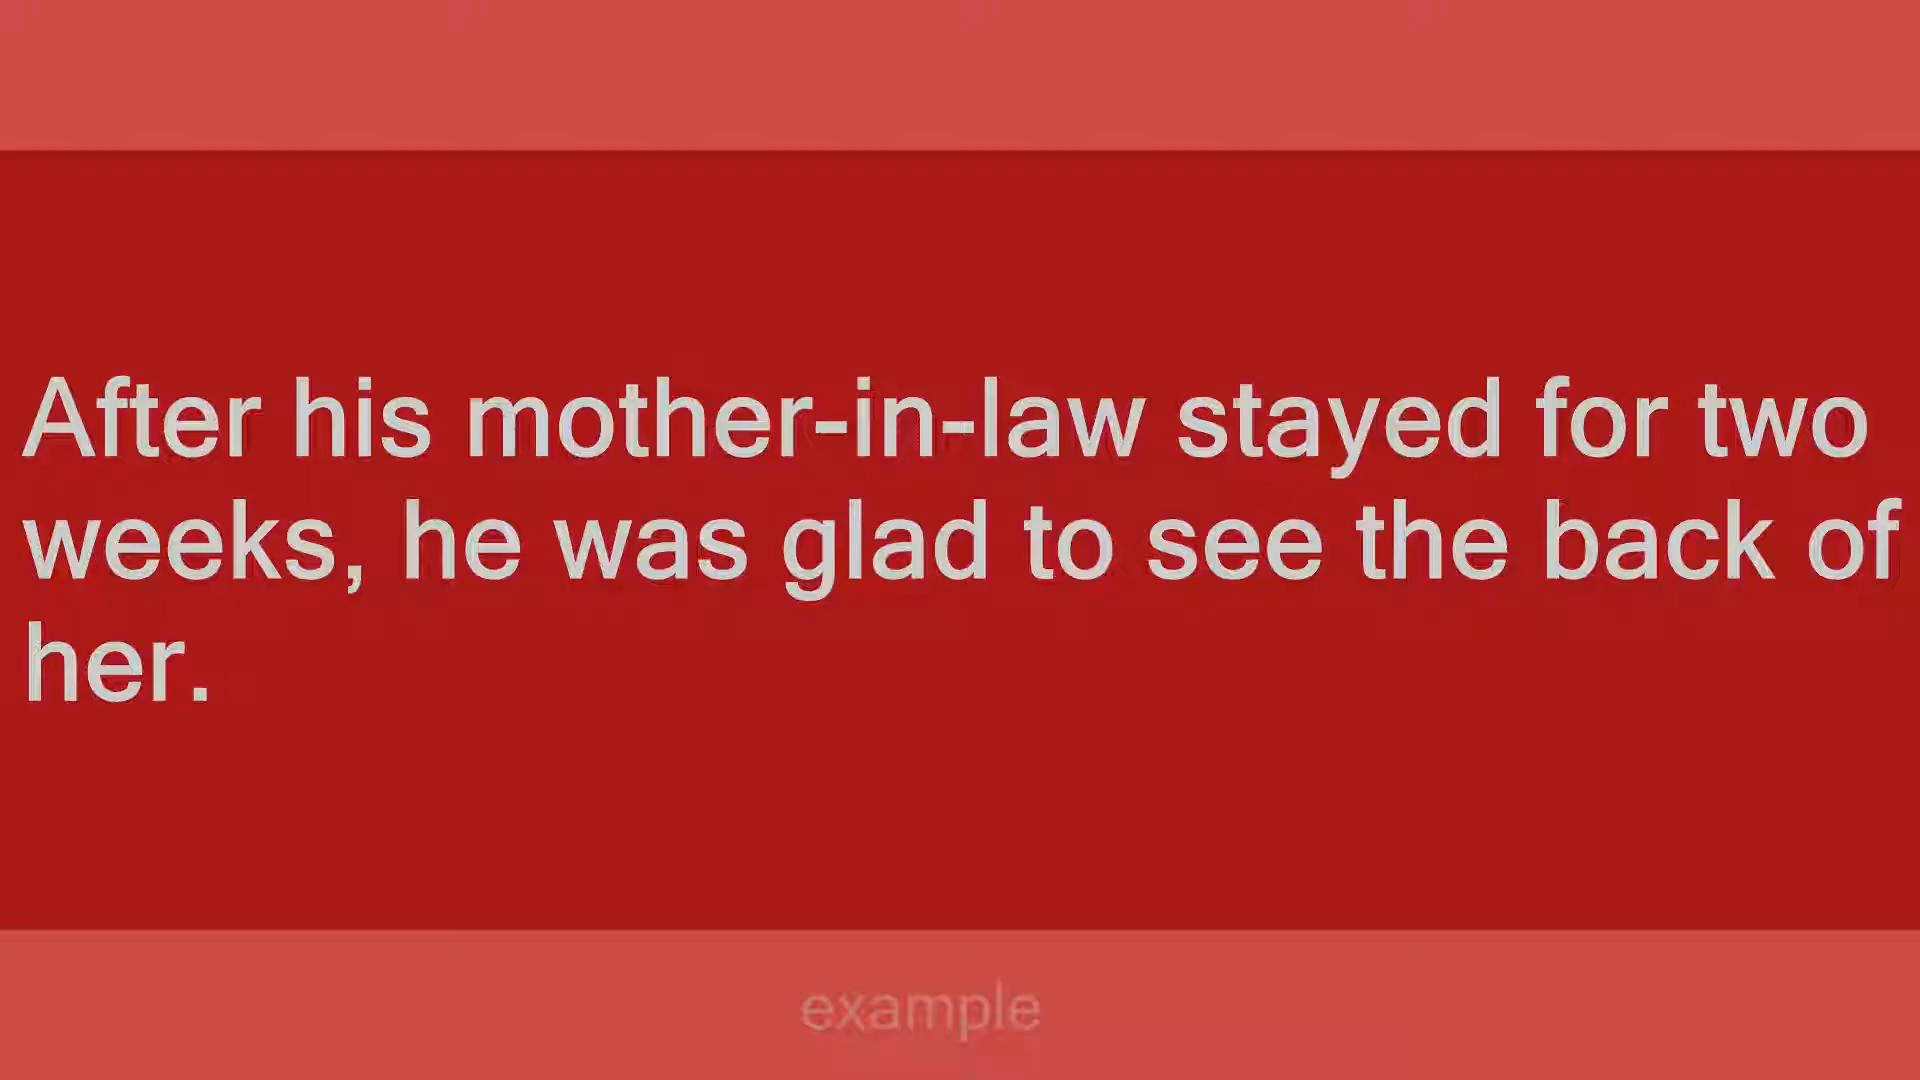 After his mother-in-law stayed for two
weeks, he was glad to see the back of
her.
example